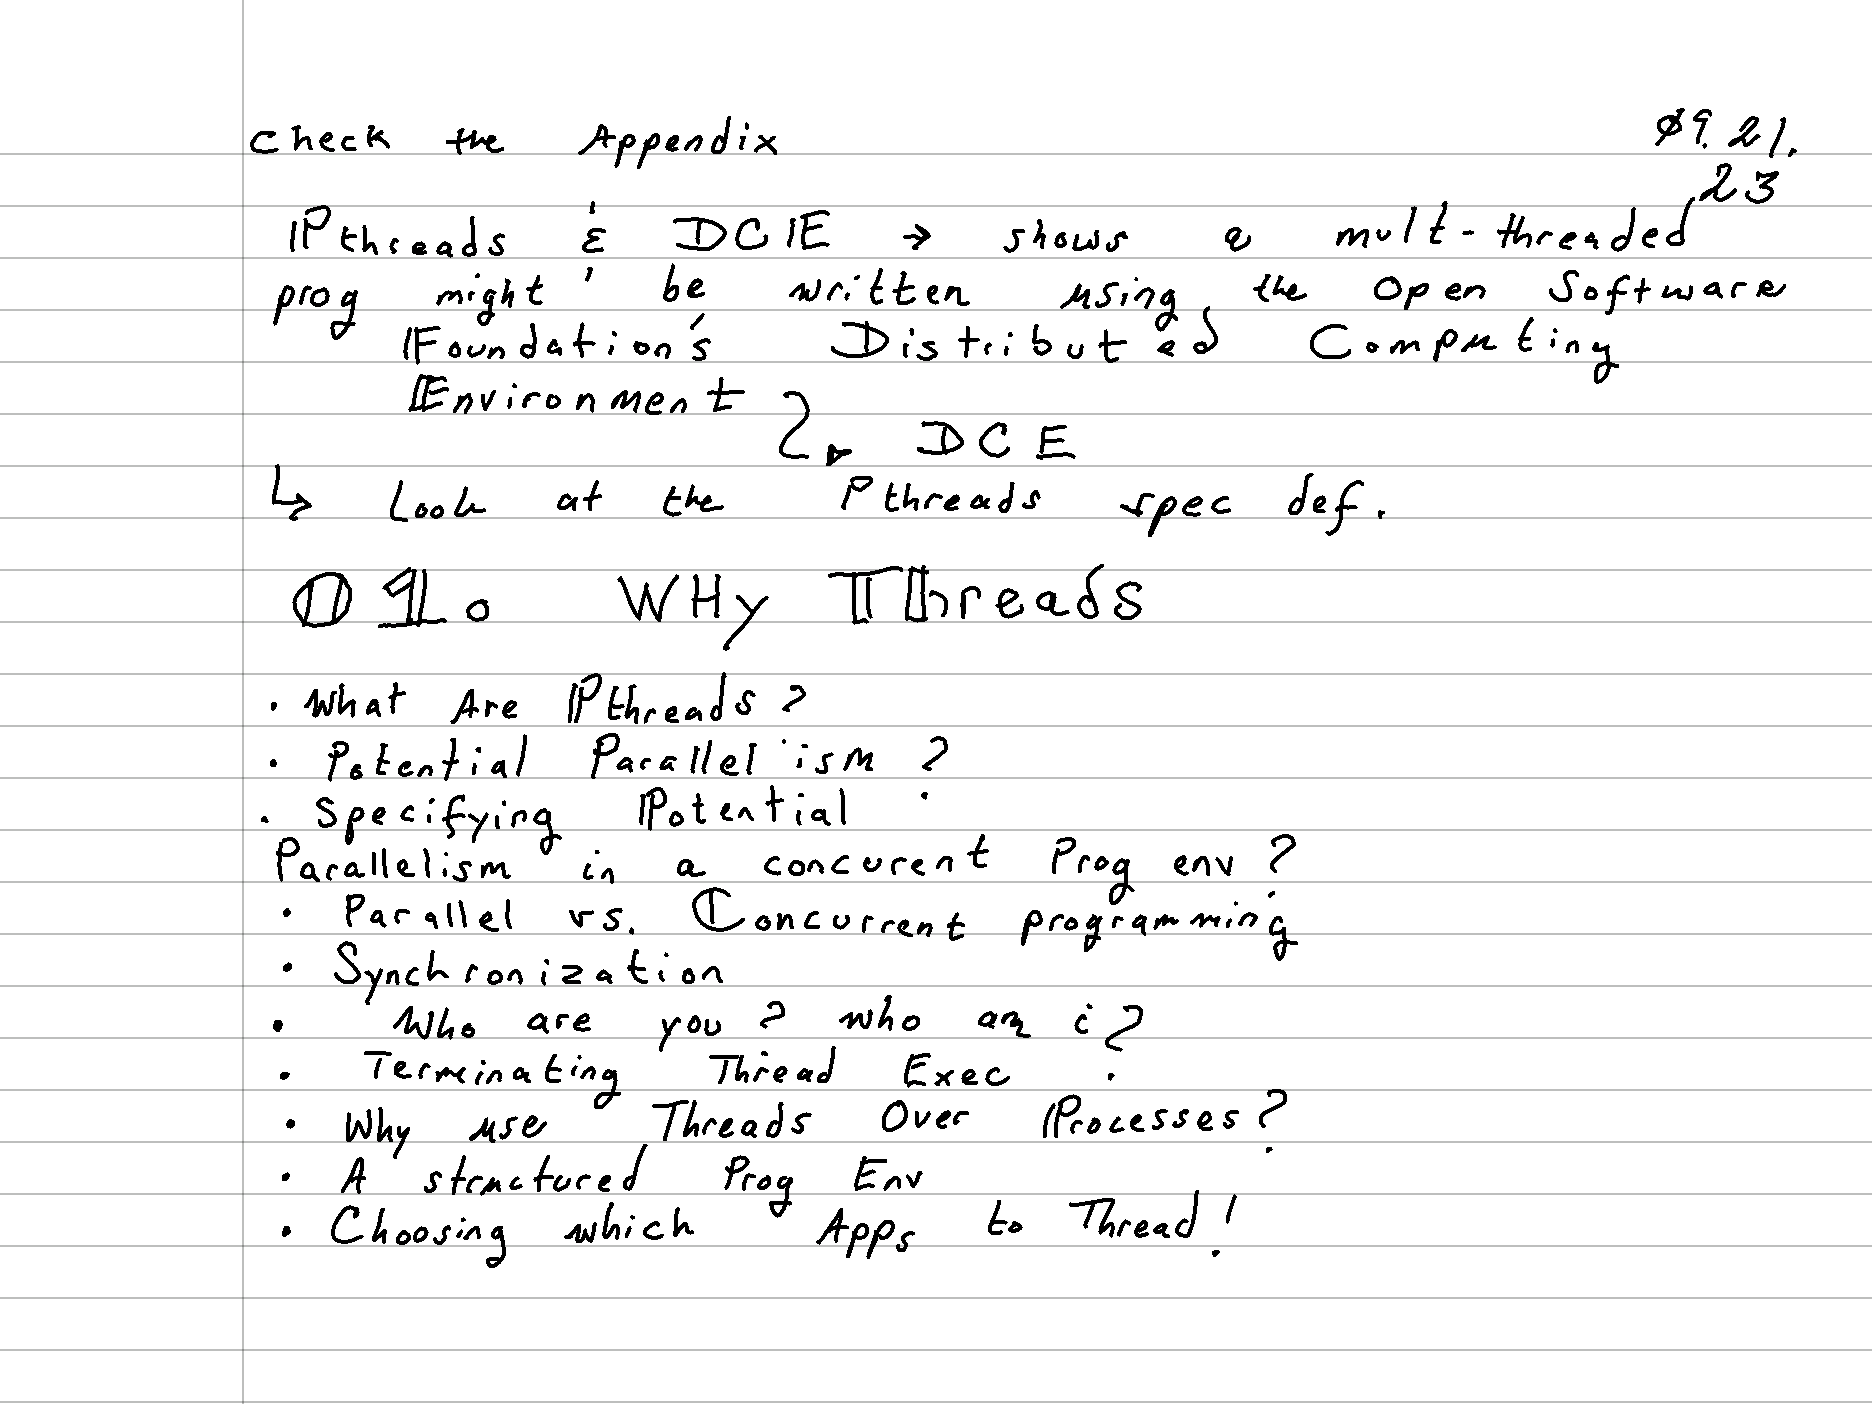 Check the Appendix
09.21.
23
Pthreads & DCE → shows a mult-threaded
prog might be written using the Open Software
Foundation's Distributed Computing
Environment
DCE
↳ Look at the Pthreads spec def.
01. WHy Threads
· What Are Pthreads?
· Potential Parallelism?
· Specifying Potential
Parallelism in a concurent Prog env?
· Parallel vs. Concurrent programming
· Synchronization
· Who are you? who am i?
· Terminating Thread Exec
· Why use Threads Over Processes?
· A structured Prog Env
· Choosing which Apps to Thread!